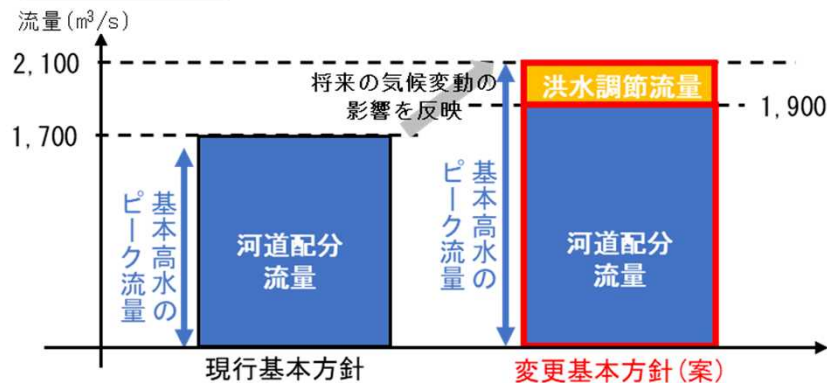 流量(m³/s)
2,100
将来の気候変動の
影響を反映
洪水調節流量
1,900
1,700
基本高水の
ピーク流量
河道配分
流量
基本高水の
ピーク流量
河道配分
流量
現行基本方針
変更基本方針(案)